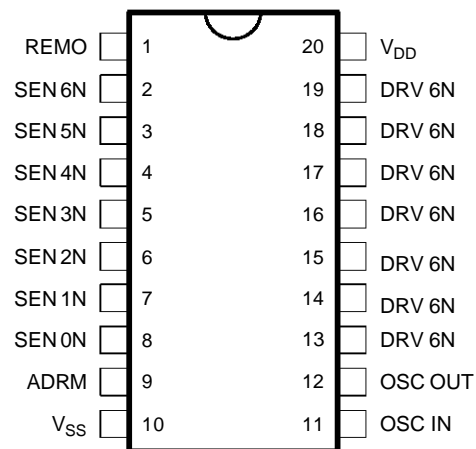 REMO 1 20 VDD
SEN 6N 2 19 DRV 6N
SEN 5N 3 18 DRV 6N
SEN 4N 4 17 DRV 6N
SEN 3N 5 16 DRV 6N
SEN 2N 6 15 DRV 6N
SEN 1N 7 14 DRV 6N
SEN 0N 8 13 DRV 6N
ADRM 9 12 OSC OUT
VSS 10 11 OSC IN